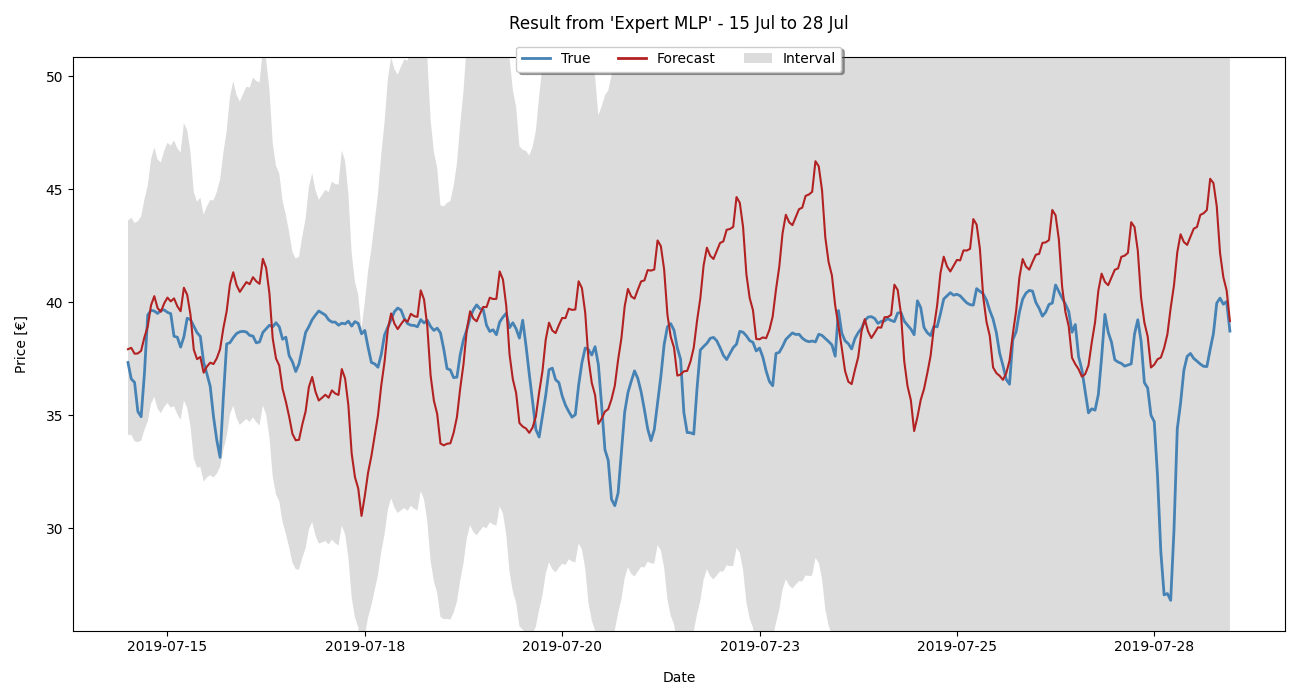 Result from 'Expert MLP' - 15 Jul to 28 Jul
True Forecast Interval
Price [€]
50
45
40
35
30
2019-07-15 2019-07-18 2019-07-20 2019-07-23 2019-07-25 2019-07-28
Date